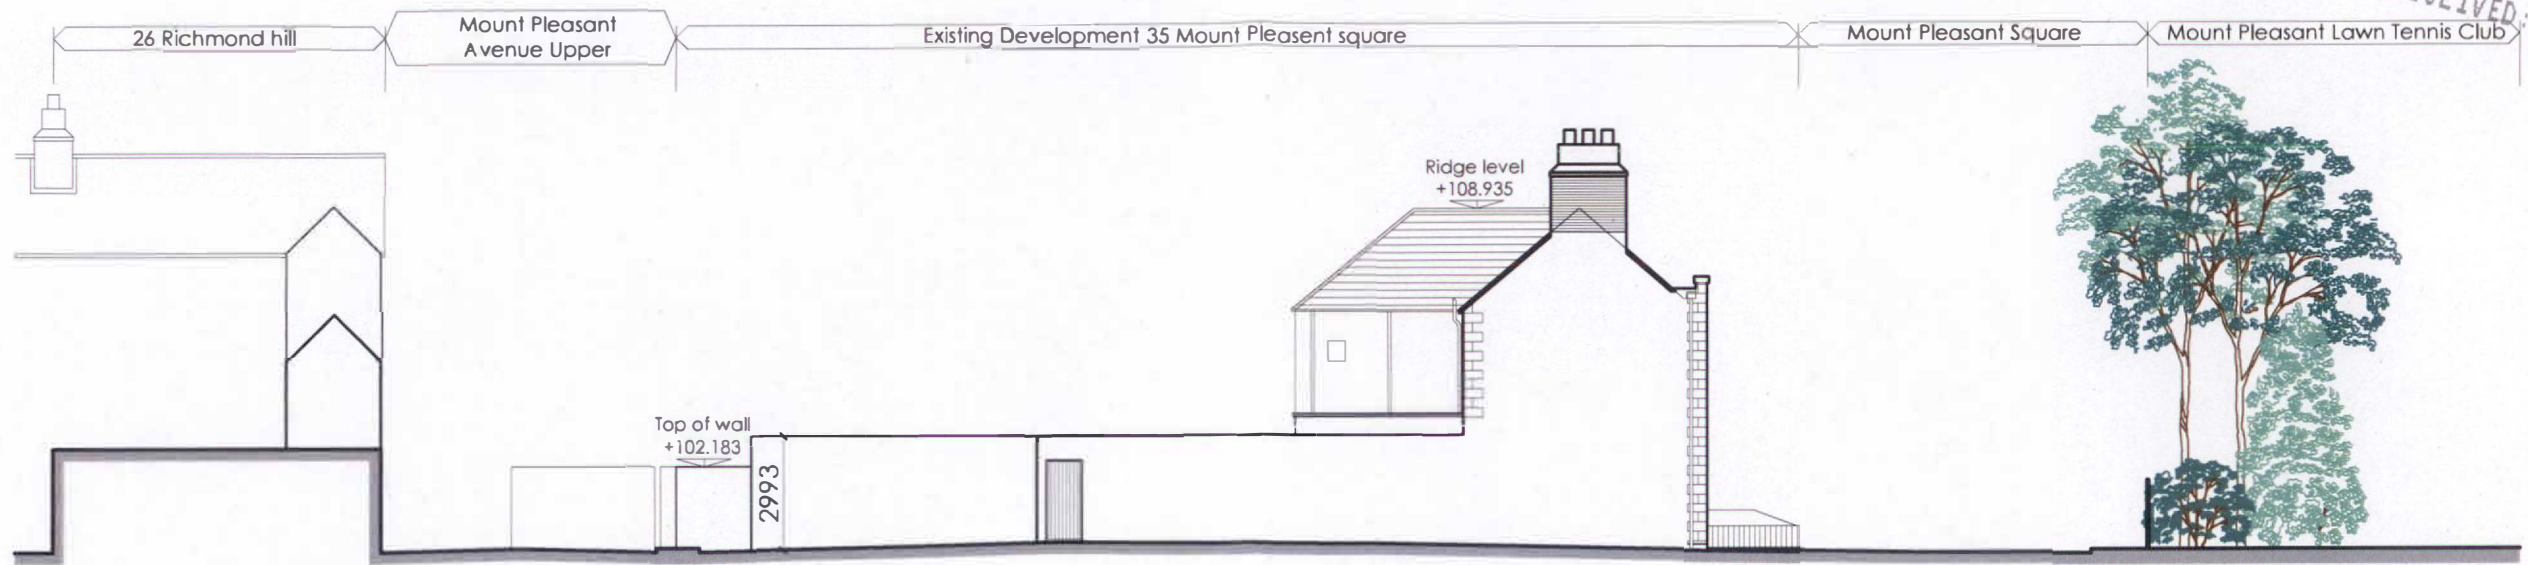 26 Richmond hill
Mount Pleasant
Avenue Upper
Existing Development 35 Mount Pleasent square
Mount Pleasant Square
Mount Pleasant Lawn Tennis Club
Ridge level
+108.935
Top of wall
+102.183
2993